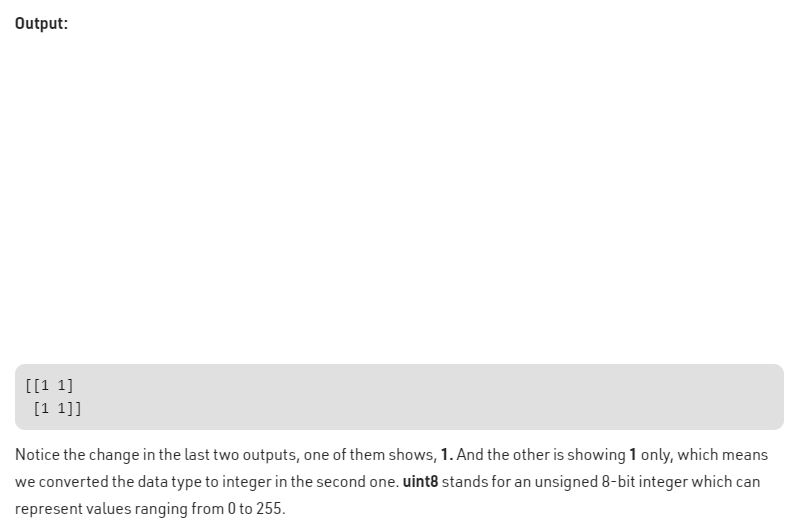 Output:
[[1 1]
 [1 1]]
Notice the change in the last two outputs, one of them shows, 1. And the other is showing 1 only, which means
we converted the data type to integer in the second one. uint8 stands for an unsigned 8-bit integer which can
represent values ranging from 0 to 255.